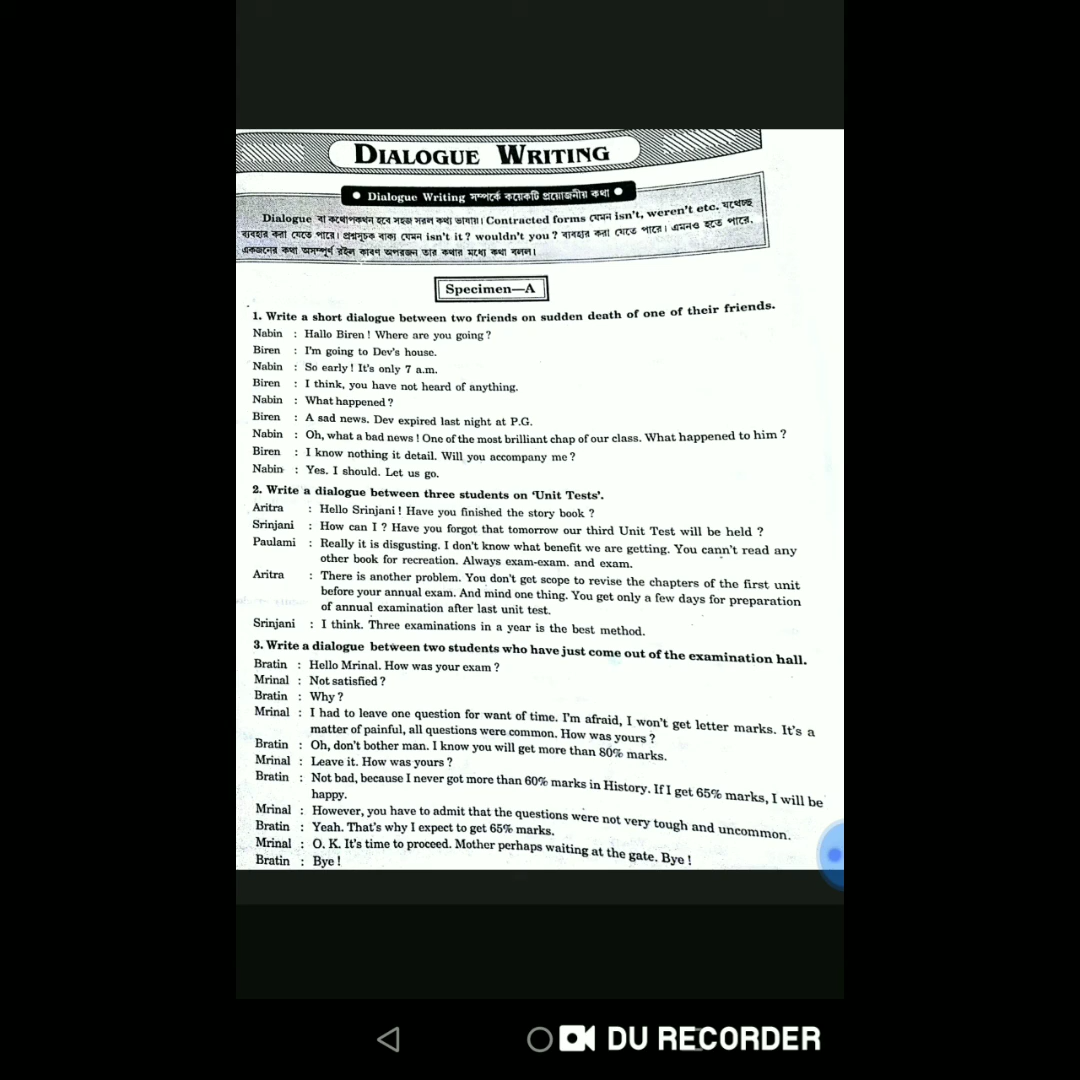 DIALOGUE WRITING
● Dialogue Writing সম্পর্কে কয়েকটি প্রয়োজনীয় কথা ●
Dialogue বা কথোপকথন হবে সহজ সরল কথ্য ভাষায়। Contracted forms যেমন isn't, weren't etc. যথেচ্ছ
ব্যবহার করা যেতে পারে। প্রশ্নসূচক বাক্য যেমন isn't it? wouldn't you? ব্যবহার করা যেতে পারে। এমনও হতে পারে,
একজনের কথা অসম্পূর্ণ রইল কারণ অপরজন তার কথার মধ্যে কথা বলল।
Specimen—A
1. Write a short dialogue between two friends on sudden death of one of their friends.
Nabin : Hallo Biren! Where are you going?
Biren : I'm going to Dev's house.
Nabin : So early! It's only 7 a.m.
Biren : I think, you have not heard of anything.
Nabin : What happened?
Biren : A sad news. Dev expired last night at P.G.
Nabin : Oh, what a bad news! One of the most brilliant chap of our class. What happened to him?
Biren : I know nothing it detail. Will you accompany me?
Nabin : Yes. I should. Let us go.
2. Write a dialogue between three students on 'Unit Tests'.
Aritra : Hello Srinjani! Have you finished the story book?
Srinjani : How can I? Have you forgot that tomorrow our third Unit Test will be held?
Paulami : Really it is disgusting. I don't know what benefit we are getting. You cann't read any
other book for recreation. Always exam-exam. and exam.
Aritra : There is another problem. You don't get scope to revise the chapters of the first unit
before your annual exam. And mind one thing. You get only a few days for preparation
of annual examination after last unit test.
Srinjani : I think. Three examinations in a year is the best method.
3. Write a dialogue between two students who have just come out of the examination hall.
Bratin : Hello Mrinal. How was your exam?
Mrinal : Not satisfied?
Bratin : Why?
Mrinal : I had to leave one question for want of time. I'm afraid, I won't get letter marks. It's a
matter of painful, all questions were common. How was yours?
Bratin : Oh, don't bother man. I know you will get more than 80% marks.
Mrinal : Leave it. How was yours?
Bratin : Not bad, because I never got more than 60% marks in History. If I get 65% marks, I will be
happy.
Mrinal : However, you have to admit that the questions were not very tough and uncommon.
Bratin : Yeah. That's why I expect to get 65% marks.
Mrinal : O. K. It's time to proceed. Mother perhaps waiting at the gate. Bye!
Bratin : Bye!
DU RECORDER